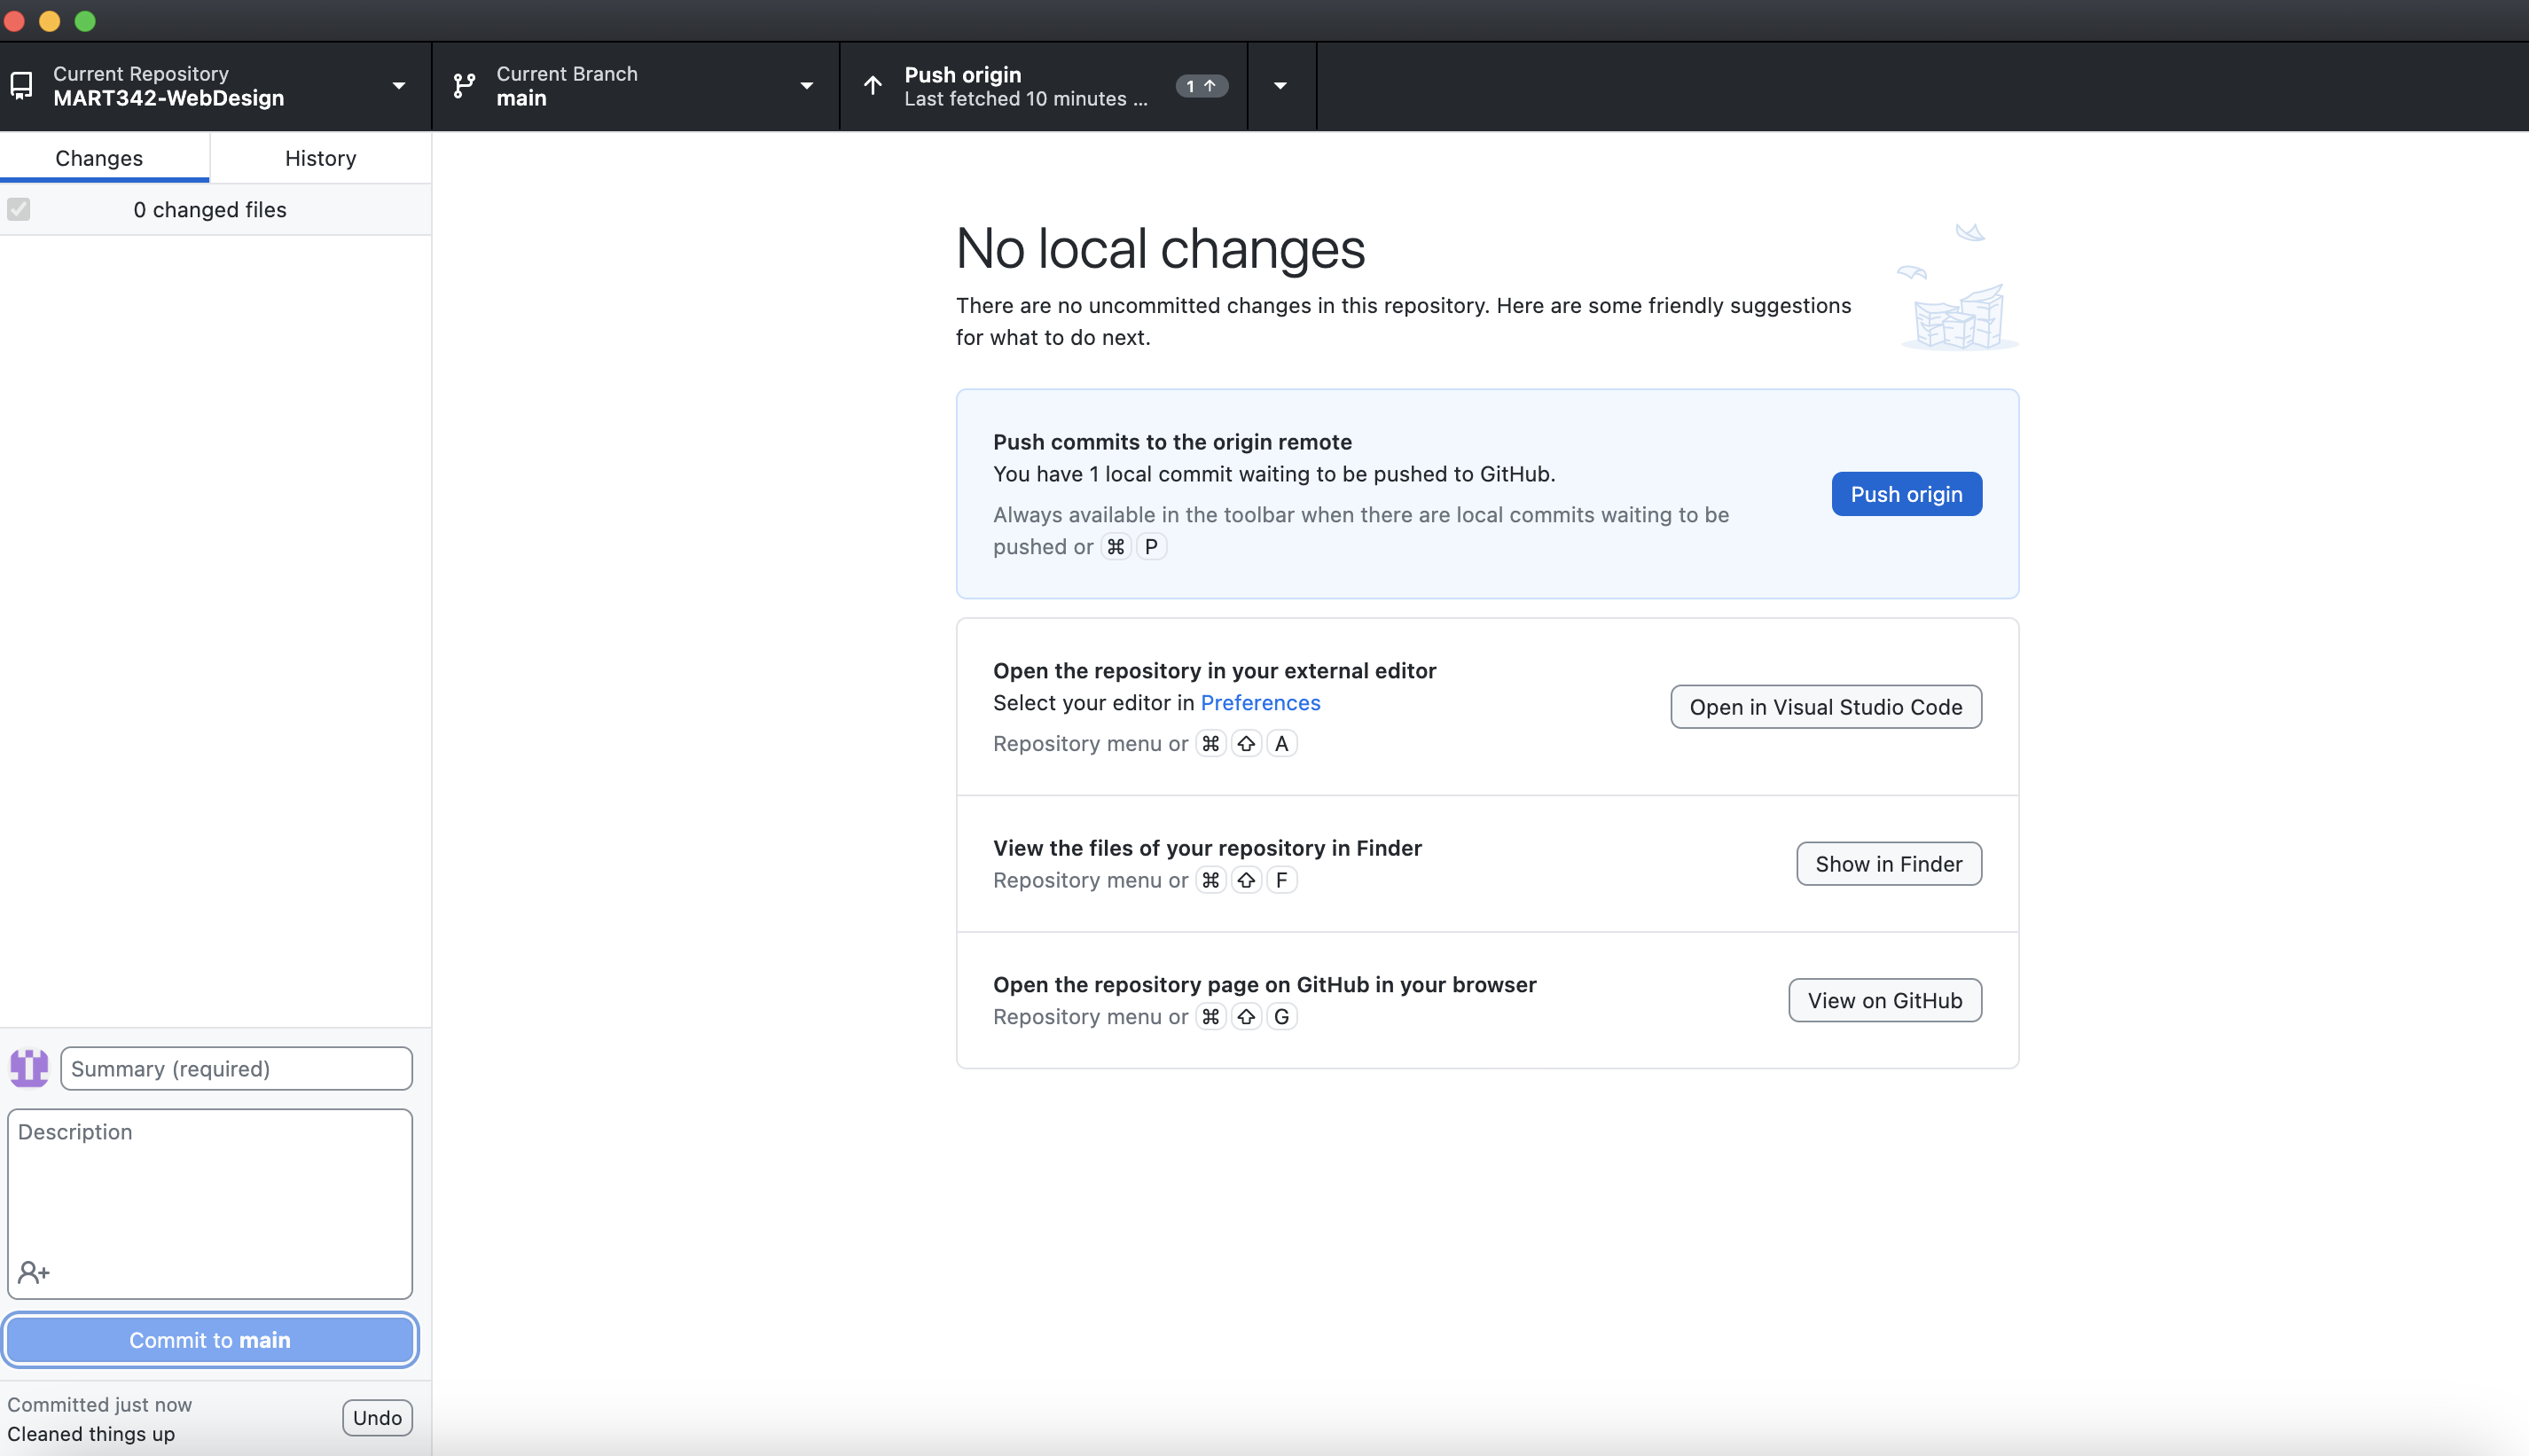 Current Repository
MART342-WebDesign
Current Branch
main
Push origin
Last fetched 10 minutes ...
1 ↑
Changes
History
0 changed files
No local changes
There are no uncommitted changes in this repository. Here are some friendly suggestions
for what to do next.
Push commits to the origin remote
You have 1 local commit waiting to be pushed to GitHub.
Always available in the toolbar when there are local commits waiting to be
pushed or ⌘ P
Push origin
Open the repository in your external editor
Select your editor in Preferences
Repository menu or ⌘ ⇧ A
Open in Visual Studio Code
View the files of your repository in Finder
Repository menu or ⌘ ⇧ F
Show in Finder
Open the repository page on GitHub in your browser
Repository menu or ⌘ ⇧ G
View on GitHub
Summary (required)
Description
Commit to main
Committed just now
Cleaned things up
Undo